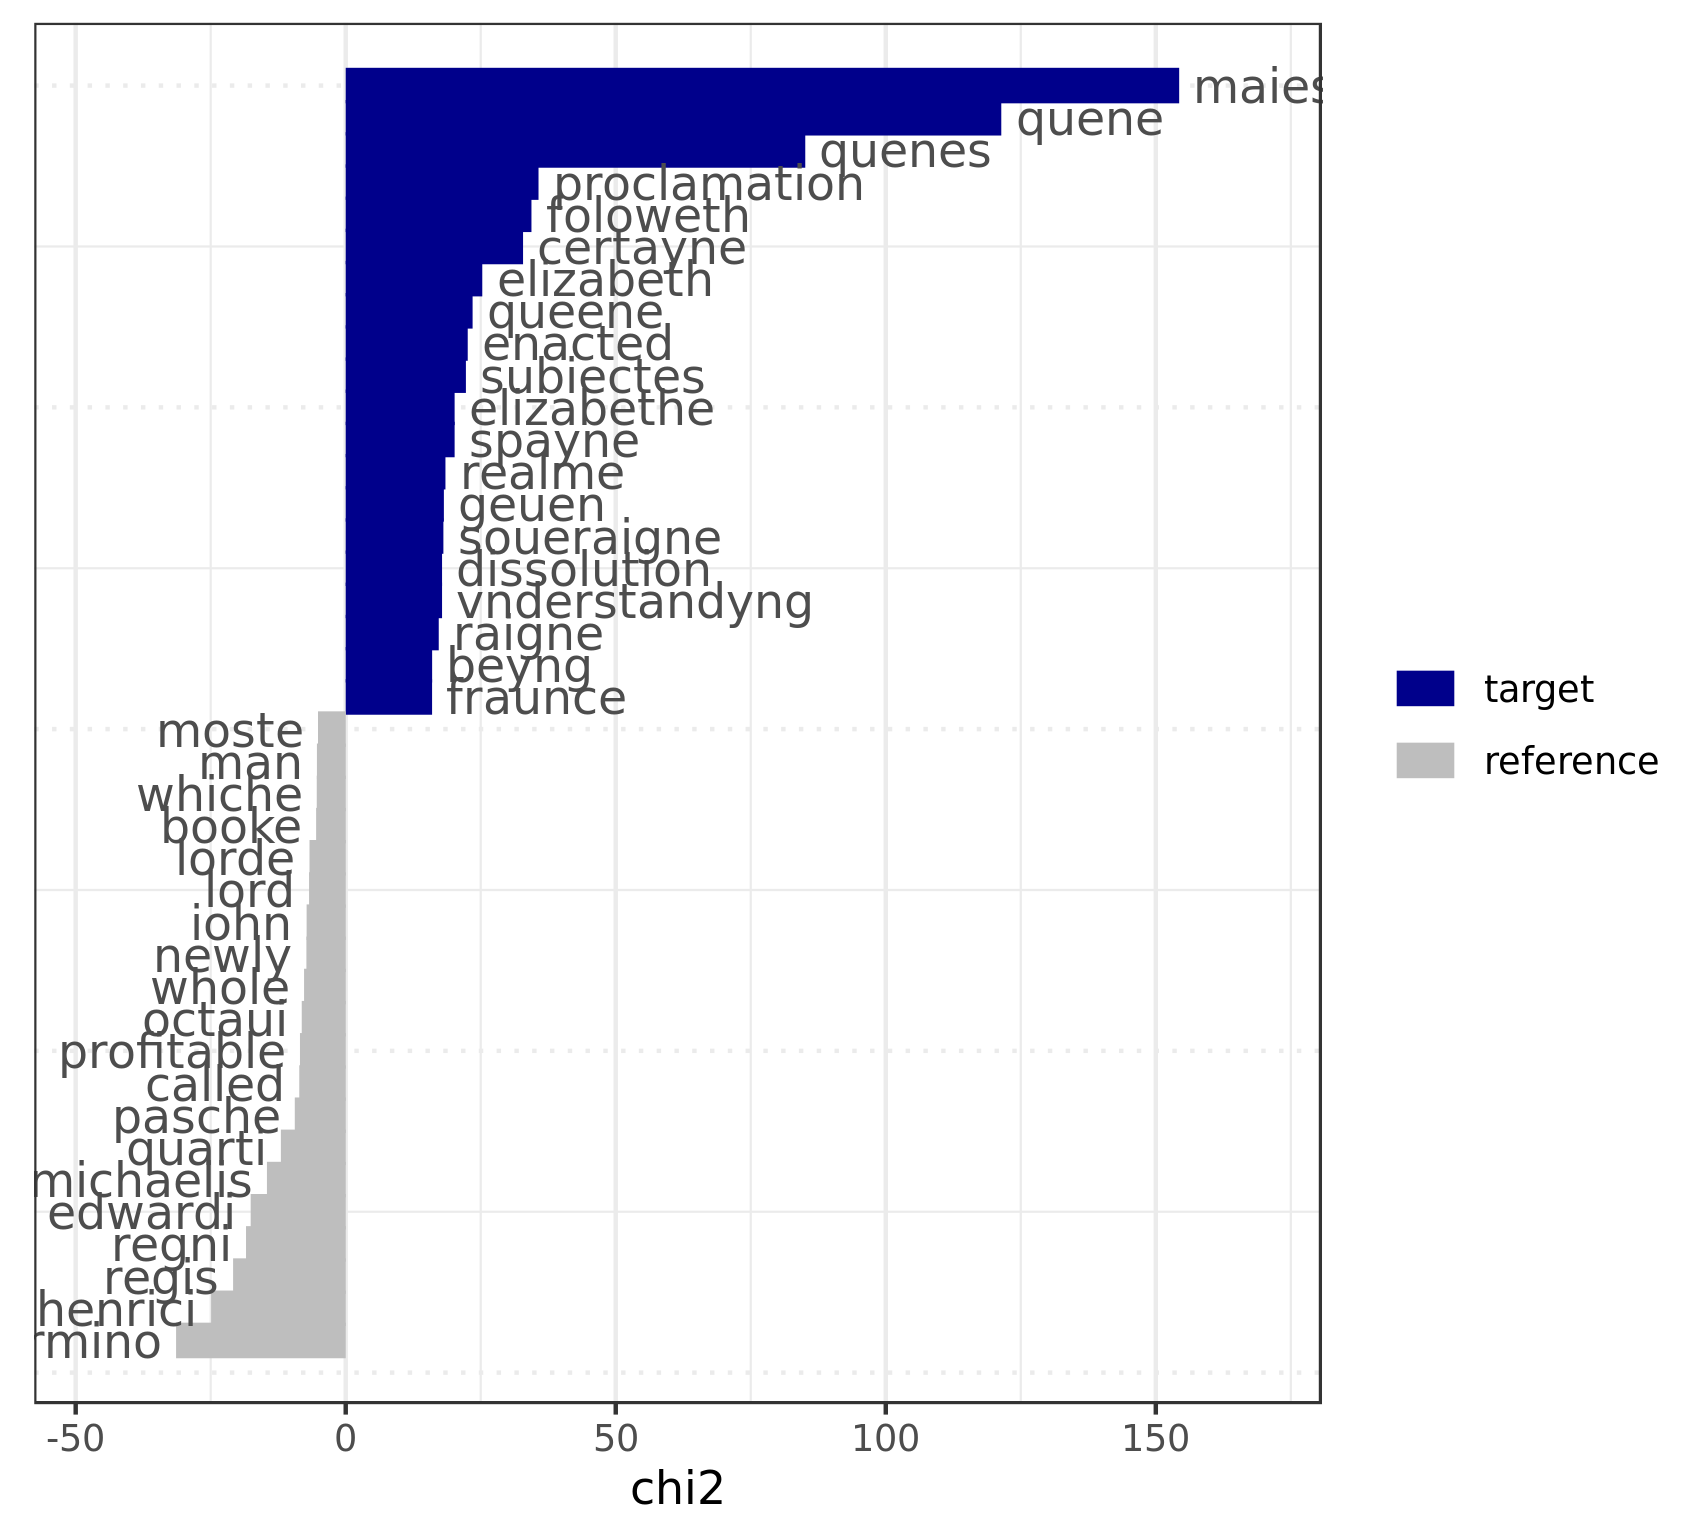 maies
quene
quenes
proclamation
foloweth
certayne
elizabeth
queene
enacted
subiectes
elizabethe
spayne
realme
geuen
soueraigne
dissolution
vnderstandyng
raigne
beyng
fraunce
moste
man
whiche
booke
lorde
lord
iohn
newly
whole
octaui
profitable
called
pasche
quarti
michaelis
edwardi
regni
regis
henrici
rmino
target
reference
-50 0 50 100 150
chi2